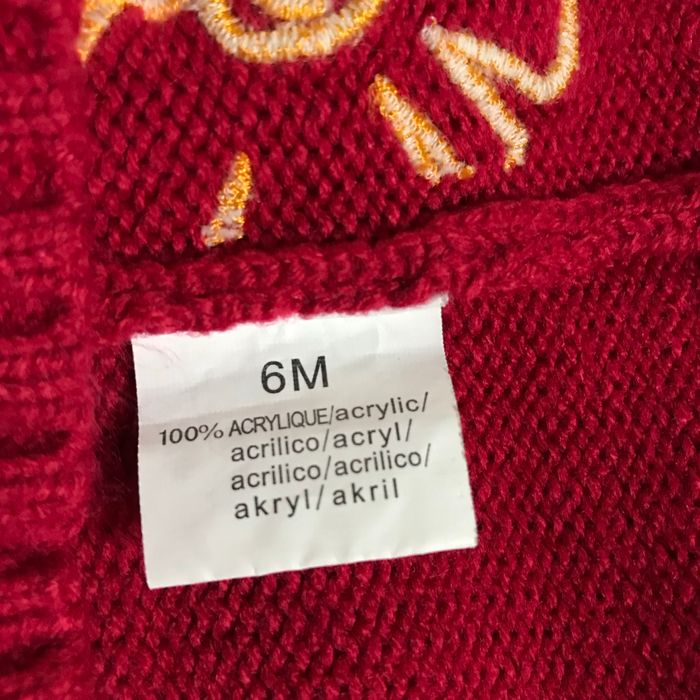 6M
100% ACRYLIQUE/acrylic/
acrilico/acryl/
acrilico/acrilico/
akryl/akril